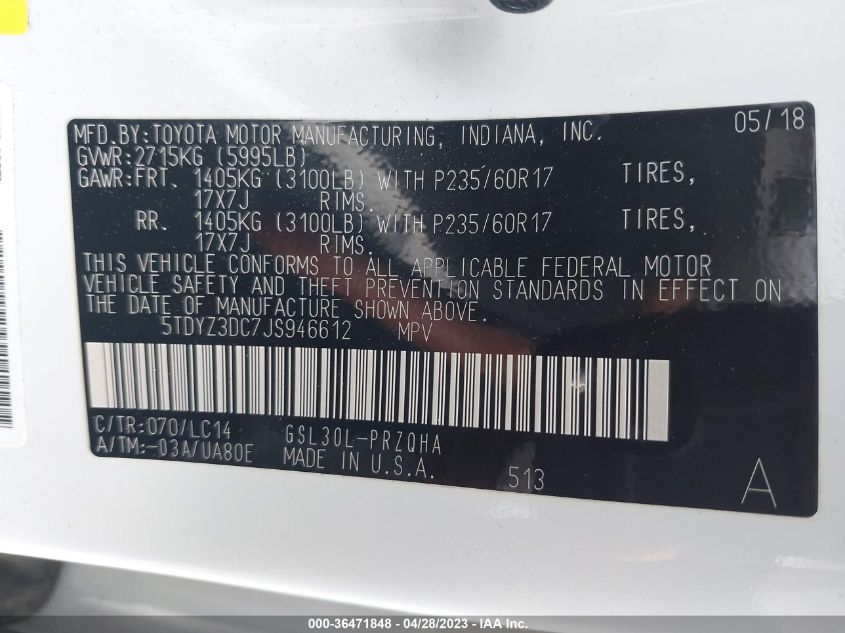 MFD.BY:TOYOTA MOTOR MANUFACTURING, INDIANA, INC. 05/18
GVWR:2715KG (5995LB)
GAWR:FRT. 1405KG (3100LB) WITH P235/60R17 TIRES,
17X7J RIMS.
RR. 1405KG (3100LB) WITH P235/60R17 TIRES,
17X7J RIMS.
THIS VEHICLE CONFORMS TO ALL APPLICABLE FEDERAL MOTOR
VEHICLE SAFETY AND THEFT PREVENTION STANDARDS IN EFFECT ON
THE DATE OF MANUFACTURE SHOWN ABOVE.
5TDYZ3DC7JS946612 MPV
C/TR:070/LC14 GSL30L-PRZQHA
A/TM:-03A/UA80E MADE IN U.S.A. 513 A
000-36471848 - 04/28/2023 - IAA Inc.